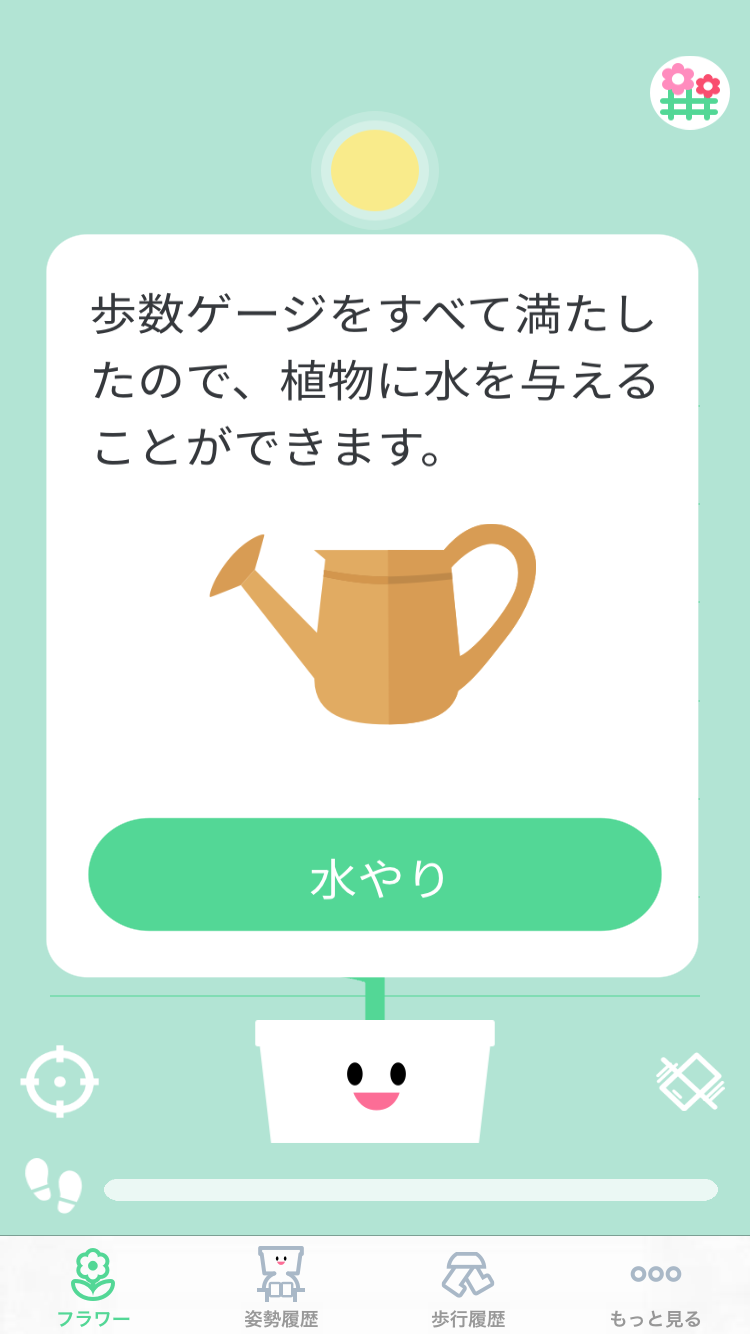 歩数ゲージをすべて満たし
たので、植物に水を与える
ことができます。
水やり
フラワー
姿勢履歴
歩行履歴
もっと見る